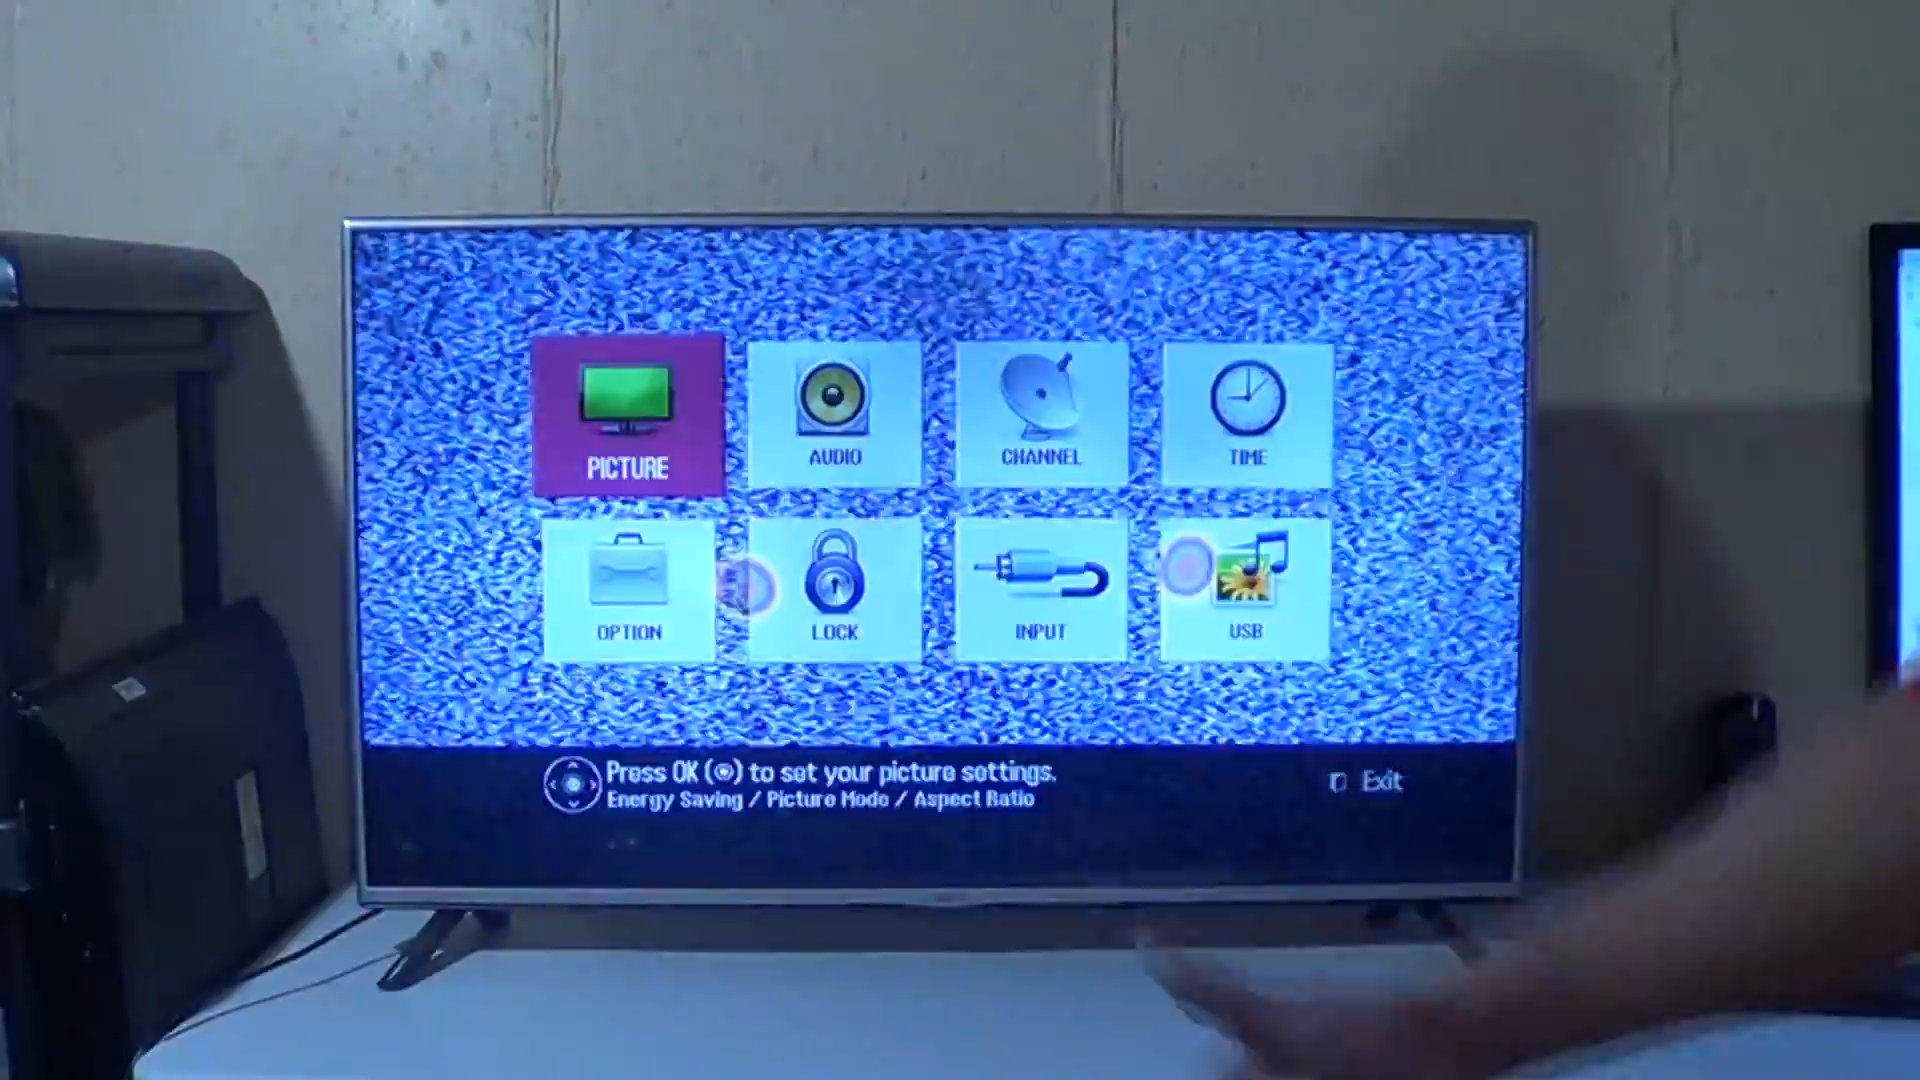 PICTURE
AUDIO
CHANNEL
TIME
OPTION
LOCK
INPUT
USB
Press OK (◉) to set your picture settings.
Energy Saving / Picture Mode / Aspect Ratio
Exit